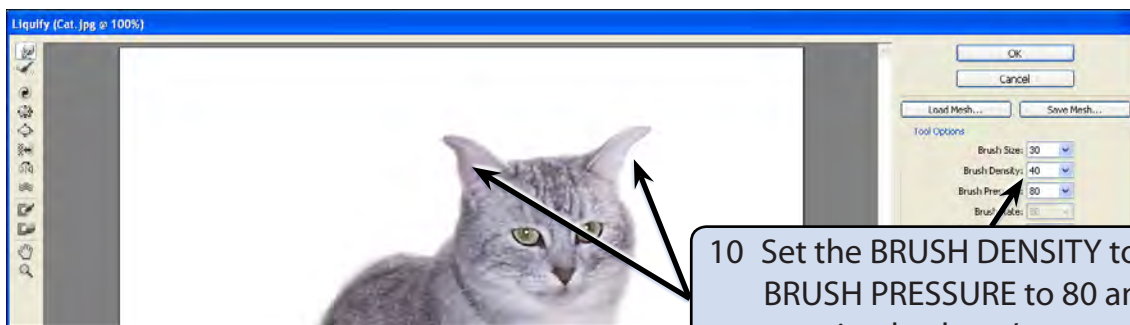 Liquify (Cat.jpg @ 100%)
OK
Cancel
Load Mesh... Save Mesh...
Tool Options
Brush Size: 30
Brush Density: 40
Brush 80
Brush
10 Set the BRUSH DENSITY to
BRUSH PRESSURE to 80 an